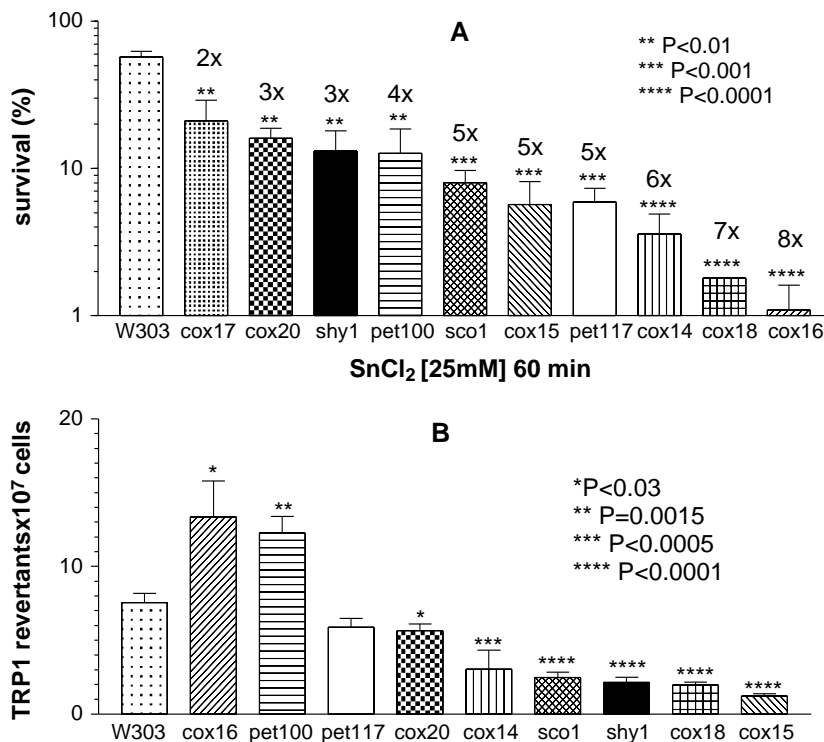 100
A
** P<0.01
*** P<0.001
**** P<0.0001
2x
3x
3x
4x
5x
5x
5x
6x
7x
8x
**
**
**
**
***
***
***
****
****
****
survival (%)
10
1
W303 cox17 cox20 shy1 pet100 sco1 cox15 pet117 cox14 cox18 cox16
SnCl₂ [25mM] 60 min
20
B
*P<0.03
** P=0.0015
*** P<0.0005
**** P<0.0001
*
**
*
***
****
****
****
****
TRP1 revertantsx10⁷ cells
10
0
W303 cox16 pet100 pet117 cox20 cox14 sco1 shy1 cox18 cox15